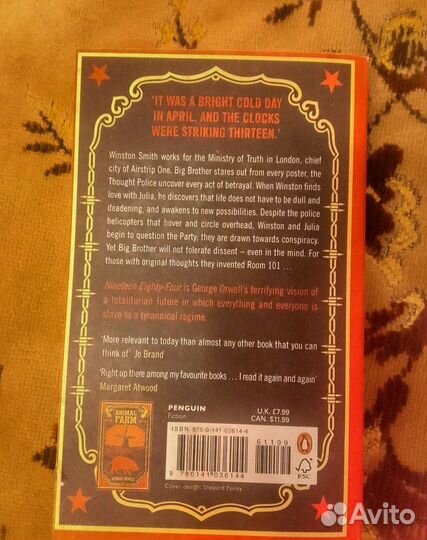 'IT WAS A BRIGHT COLD DAY
IN APRIL, AND THE CLOCKS
WERE STRIKING THIRTEEN.'
Winston Smith works for the Ministry of Truth in London, chief
city of Airstrip One. Big Brother stares out from every poster, the
Thought Police uncover every act of betrayal. When Winston finds
love with Julia, he discovers that life does not have to be dull and
deadening, and awakens to new possibilities. Despite the police
helicopters that hover and circle overhead, Winston and Julia
begin to question the Party; they are drawn towards conspiracy.
Yet Big Brother will not tolerate dissent – even in the mind. For
those with original thoughts they invented Room 101 ...
Nineteen Eighty-Four is George Orwell's terrifying vision of
a totalitarian future in which everything and everyone is
slave to a tyrannical regime.
'More relevant to today than almost any other book that you can
think of' Jo Brand
'Right up there among my favourite books ... I read it again and again'
Margaret Atwood
ANIMAL
FARM
GEORGE ORWELL
PENGUIN
Fiction
U.K. £7.99
CAN. $11.99
ISBN 978-0-141-03614-4
61199
9 780141 036144
FSC
Cover design: Shepard Fairey
Avito